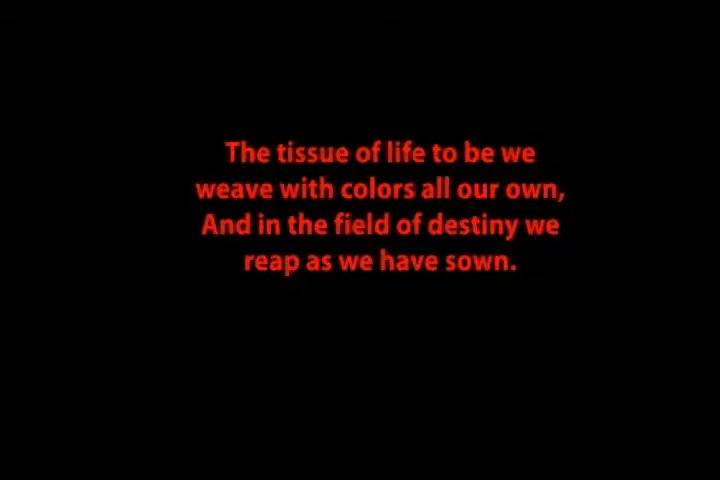 The tissue of life to be we
weave with colors all our own,
And in the field of destiny we
reap as we have sown.